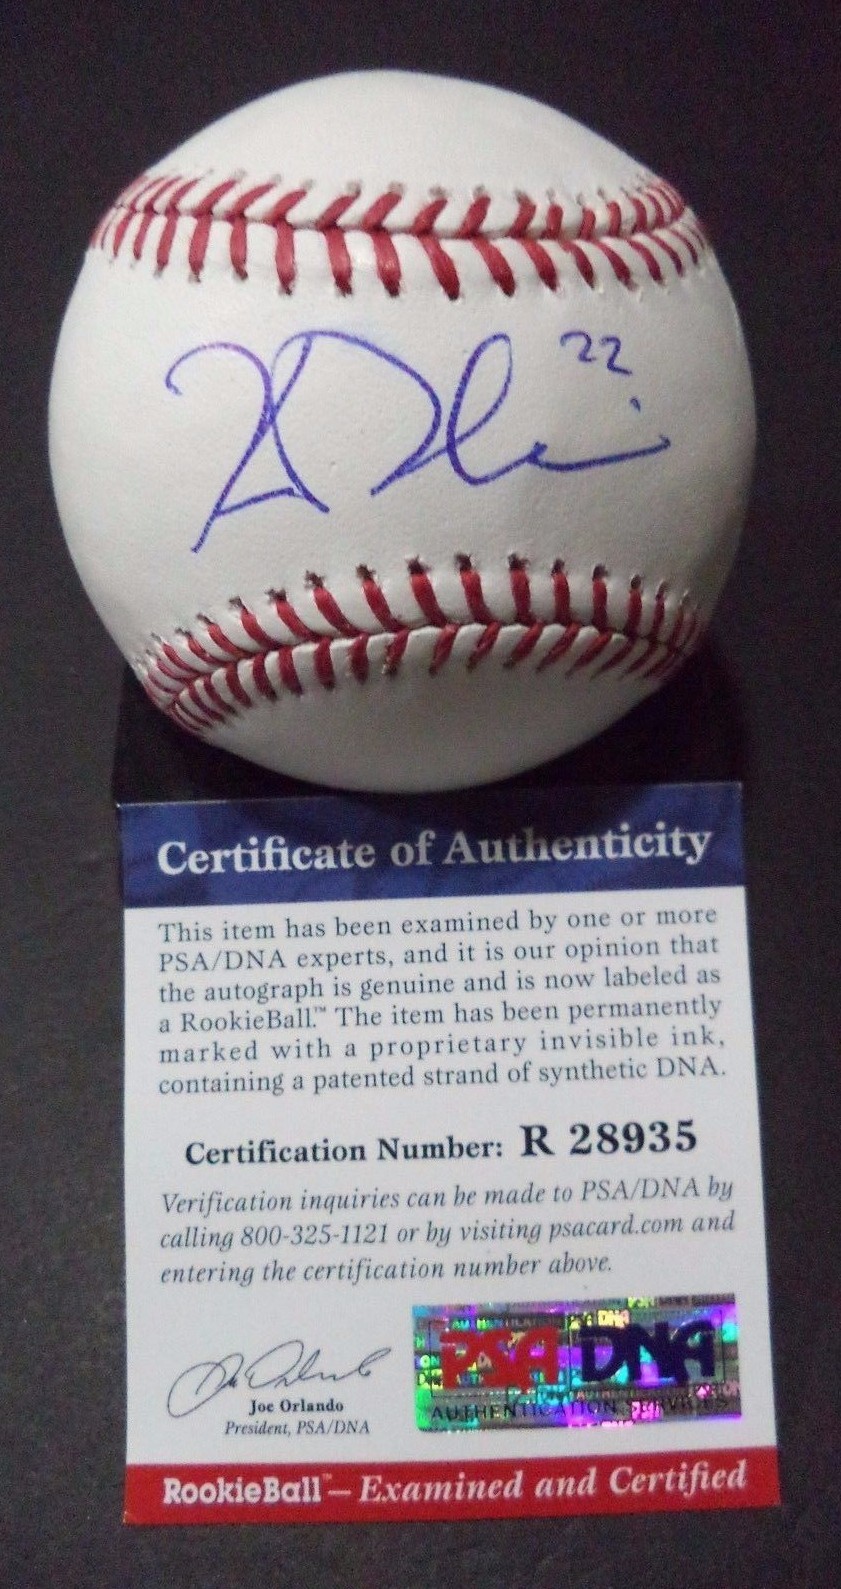 22
Certificate of Authenticity
This item has been examined by one or more
PSA/DNA experts, and it is our opinion that
the autograph is genuine and is now labeled as
a RookieBall.™ The item has been permanently
marked with a proprietary invisible ink,
containing a patented strand of synthetic DNA.
Certification Number: R 28935
Verification inquiries can be made to PSA/DNA by
calling 800-325-1121 or by visiting psacard.com and
entering the certification number above.
Joe Orlando
President, PSA/DNA
PSA DNA
AUTHENTICATION SERVICES
RookieBall™ — Examined and Certified